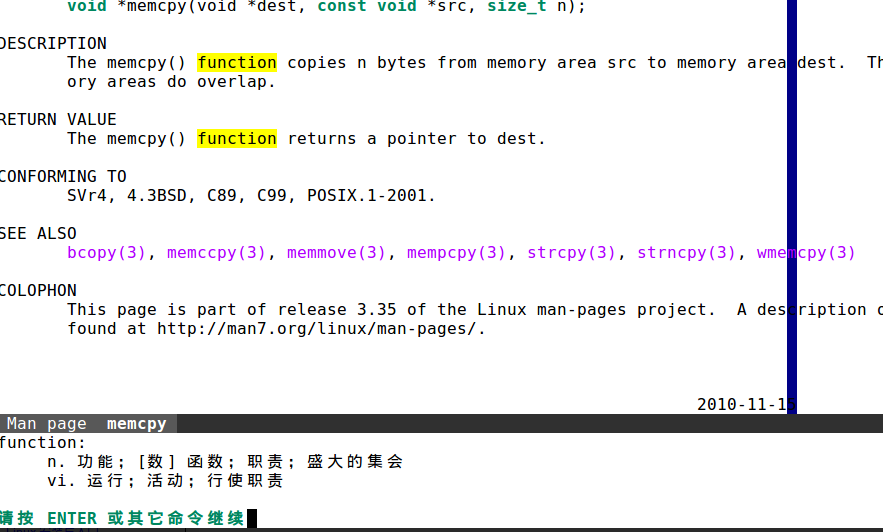 void *memcpy(void *dest, const void *src, size_t n);
DESCRIPTION
The memcpy() function copies n bytes from memory area src to memory area dest.
ory areas do overlap.
RETURN VALUE
The memcpy() function returns a pointer to dest.
CONFORMING TO
SVr4, 4.3BSD, C89, C99, POSIX.1-2001.
SEE ALSO
bcopy(3), memccpy(3), memmove(3), mempcpy(3), strcpy(3), strncpy(3), wmemcpy(3)
COLOPHON
This page is part of release 3.35 of the Linux man-pages project. A description
found at http://man7.org/linux/man-pages/.
2010-11-15
Man page memcpy
function:
n. 功能; [数] 函数; 职责; 盛大的集会
vi. 运行; 活动; 行使职责
请按 ENTER 或其它命令继续